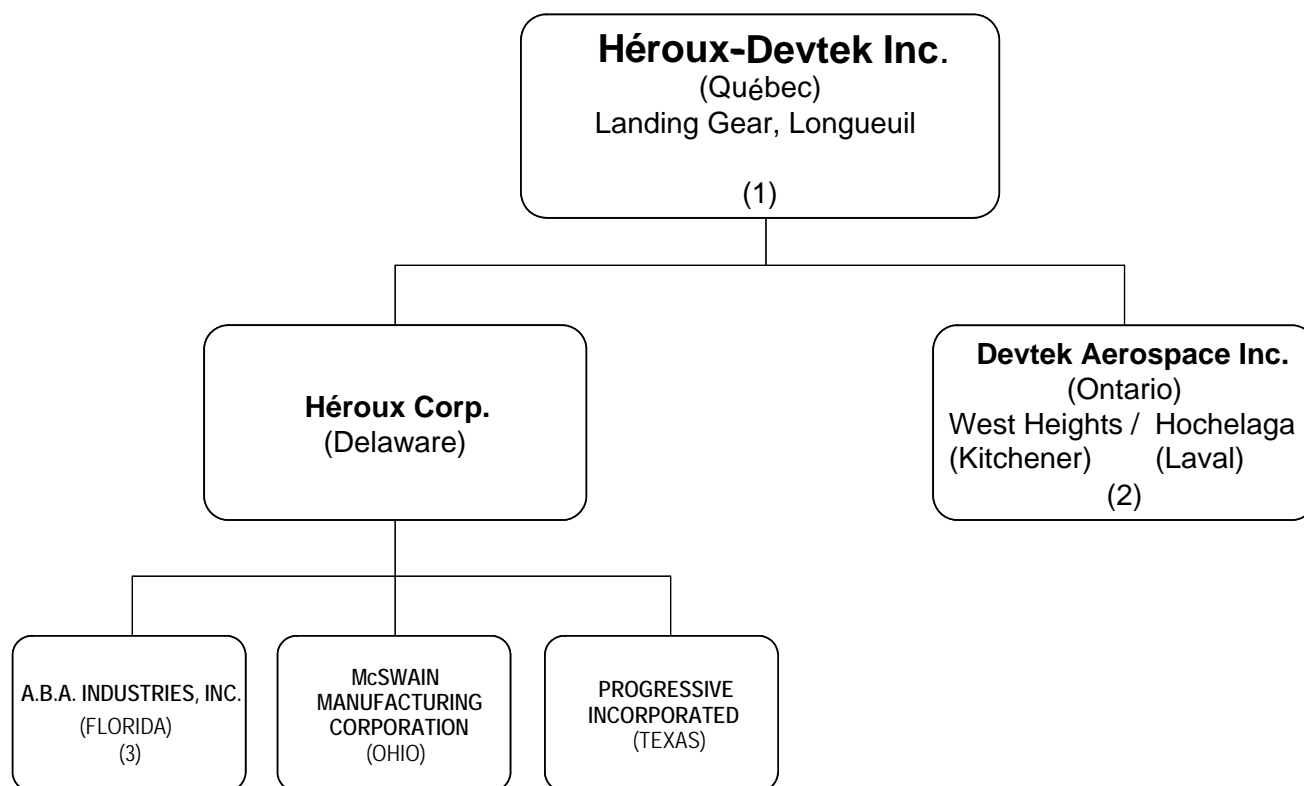 Héroux-Devtek Inc.
(Québec)
Landing Gear, Longueuil
(1)
Héroux Corp.
(Delaware)
Devtek Aerospace Inc.
(Ontario)
West Heights / Hochelaga
(Kitchener) (Laval)
(2)
A.B.A. INDUSTRIES, INC.
(FLORIDA)
(3)
McSWAIN
MANUFACTURING
CORPORATION
(OHIO)
PROGRESSIVE
INCORPORATED
(TEXAS)